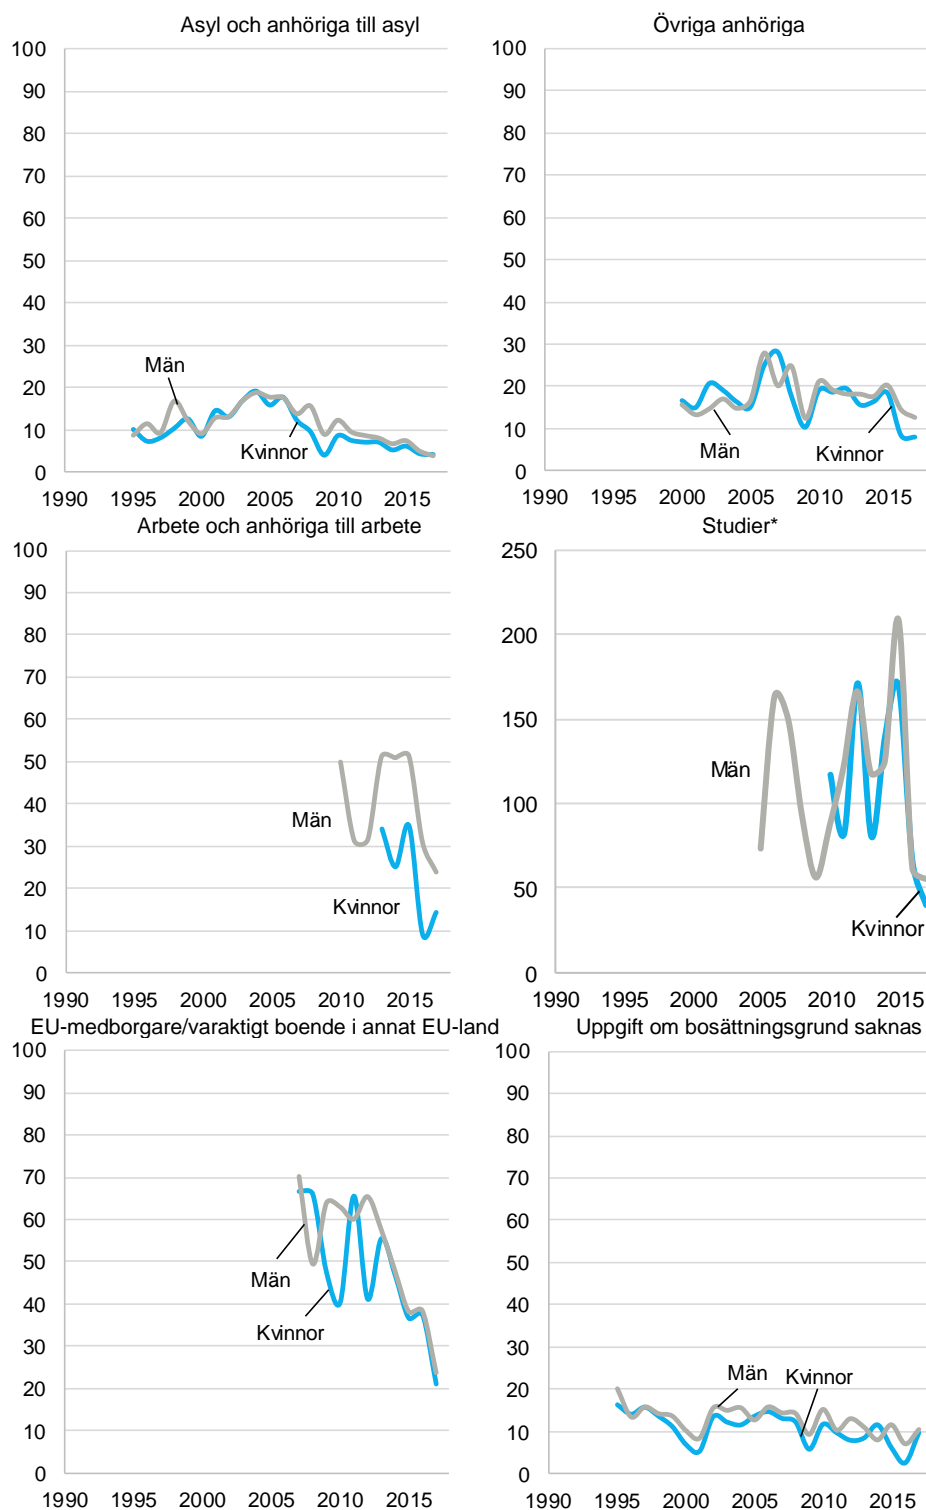 Asyl och anhöriga till asyl
100
90
80
70
60
50
40
30
20
10
0
Män
Kvinnor
1990 1995 2000 2005 2010 2015
Övriga anhöriga
100
90
80
70
60
50
40
30
20
10
0
Män
Kvinnor
1990 1995 2000 2005 2010 2015
Arbete och anhöriga till arbete
100
90
80
70
60
50
40
30
20
10
0
Män
Kvinnor
1990 1995 2000 2005 2010 2015
Studier*
250
200
150
100
50
0
Män
Kvinnor
1990 1995 2000 2005 2010 2015
EU-medborgare/varaktigt boende i annat EU-land
100
90
80
70
60
50
40
30
20
10
0
Män
Kvinnor
1990 1995 2000 2005 2010 2015
Uppgift om bosättningsgrund saknas
100
90
80
70
60
50
40
30
20
10
0
Män
Kvinnor
1990 1995 2000 2005 2010 2015